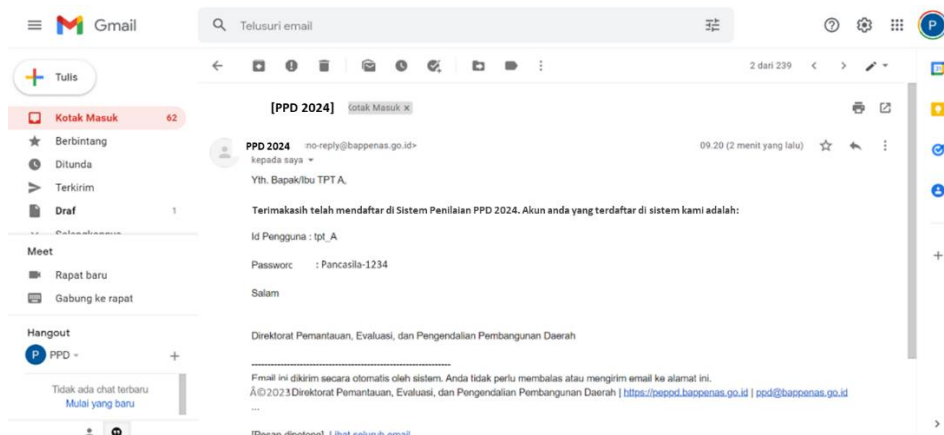 Gmail
Telusuri email
P
Tulis
2 dari 239
Kotak Masuk 62
Berbintang
Ditunda
Terkirim
Draf 1
Meet
Rapat baru
Gabung ke rapat
Hangout
P PPD
Tidak ada chat terbaru
Mulai yang baru
[PPD 2024] Kotak Masuk x
PPD 2024 :no-reply@bappenas.go.id> 09.20 (2 menit yang lalu)
kepada saya
Yth. Bapak/Ibu TPT A,
Terimakasih telah mendaftar di Sistem Penilaian PPD 2024. Akun anda yang terdaftar di sistem kami adalah:
Id Pengguna : tpt_A
Passworc : Pancasila-1234
Salam
Direktorat Pemantauan, Evaluasi, dan Pengendalian Pembangunan Daerah
Email ini dikirim secara otomatis oleh sistem. Anda tidak perlu membalas atau mengirim email ke alamat ini.
Â©2023 Direktorat Pemantauan, Evaluasi, dan Pengendalian Pembangunan Daerah | https://peppd.bappenas.go.id | ppd@bappenas.go.id
...
[Pesan dipotong] Lihat seluruh email